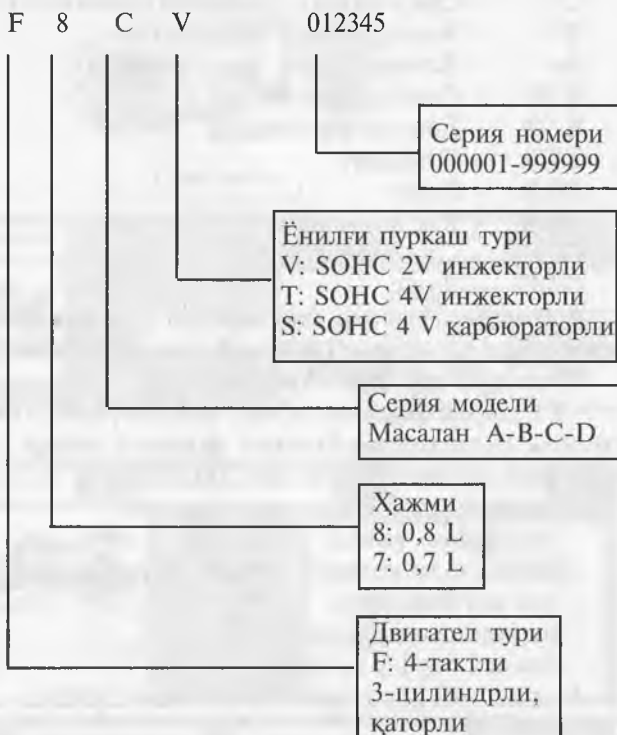 F 8 C V 012345
Серия номери
000001-999999
Ёнилғи пуркаш тури
V: SOHC 2V инжекторли
T: SOHC 4V инжекторли
S: SOHC 4 V карбюраторли
Серия модели
Масалан A-B-C-D
Ҳажми
8: 0,8 L
7: 0,7 L
Двигател тури
F: 4-тактли
3-цилиндрли,
қаторли